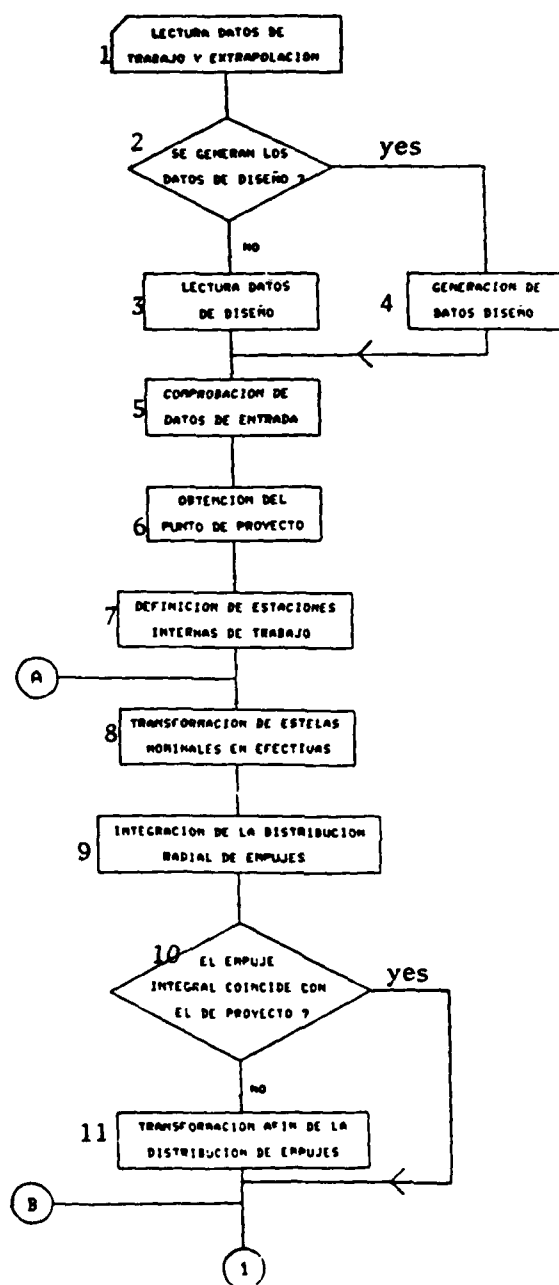 1
LECTURA DATOS DE
TRABAJO Y EXTRAPOLACION
2
SE GENERAN LOS
DATOS DE DISEÑO ?
yes
NO
3
LECTURA DATOS
DE DISEÑO
4
GENERACION DE
DATOS DISEÑO
5
COMPROBACION DE
DATOS DE ENTRADA
6
OBTENCION DEL
PUNTO DE PROYECTO
7
DEFINICION DE ESTACIONES
INTERNAS DE TRABAJO
A
8
TRANSFORMACION DE ESTELAS
NOMINALES EN EFECTIVAS
9
INTEGRACION DE LA DISTRIBUCION
RADIAL DE EMPUJES
10
EL EMPUJE
INTEGRAL COINCIDE CON
EL DE PROYECTO ?
yes
NO
11
TRANSFORMACION AFIN DE LA
DISTRIBUCION DE EMPUJES
B
1